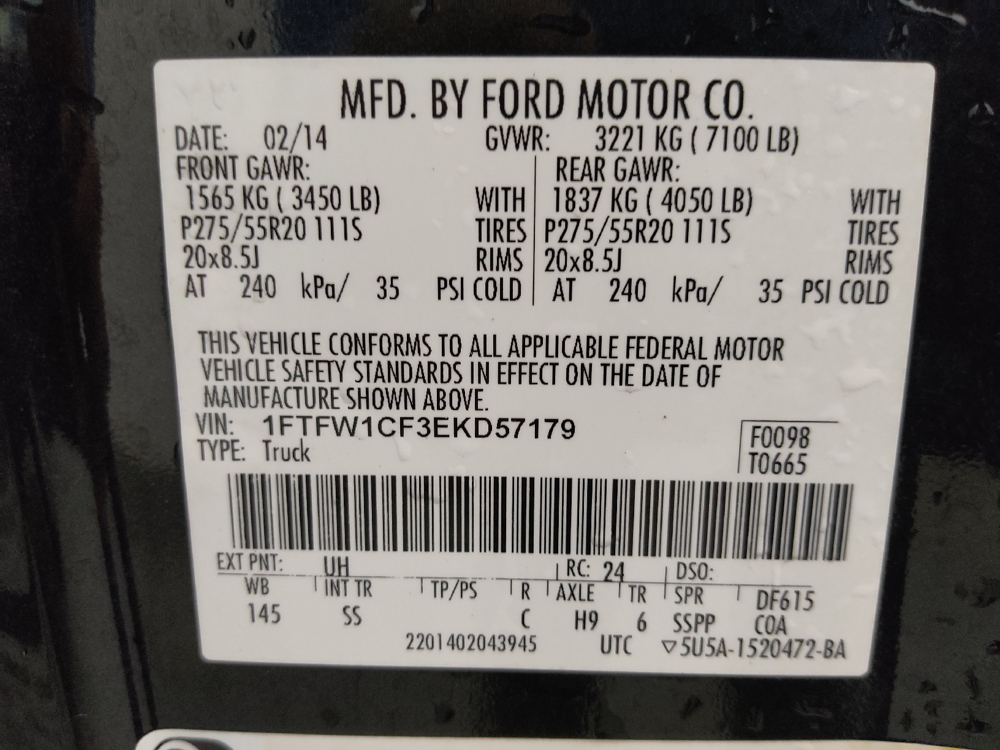 MFD. BY FORD MOTOR CO.
DATE: 02/14 GVWR: 3221 KG ( 7100 LB)
FRONT GAWR: REAR GAWR:
1565 KG ( 3450 LB) WITH 1837 KG ( 4050 LB) WITH
P275/55R20 111S TIRES P275/55R20 111S TIRES
20x8.5J RIMS 20x8.5J RIMS
AT 240 kPa/ 35 PSI COLD AT 240 kPa/ 35 PSI COLD
THIS VEHICLE CONFORMS TO ALL APPLICABLE FEDERAL MOTOR
VEHICLE SAFETY STANDARDS IN EFFECT ON THE DATE OF
MANUFACTURE SHOWN ABOVE.
VIN: 1FTFW1CF3EKD57179
F0098
TYPE: Truck
T0665
EXT PNT: UH RC: 24 DSO:
WB INT TR TP/PS R AXLE TR SPR DF615
145 SS C H9 6 SSPP COA
2201402043945 UTC ▽5U5A-1520472-BA